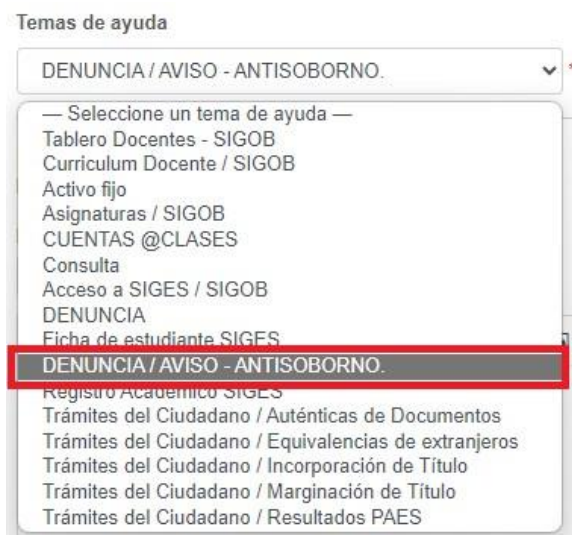 Temas de ayuda
DENUNCIA / AVISO - ANTISOBORNO. *
— Seleccione un tema de ayuda —
Tablero Docentes - SIGOB
Curriculum Docente / SIGOB
Activo fijo
Asignaturas / SIGOB
CUENTAS @CLASES
Consulta
Acceso a SIGES / SIGOB
DENUNCIA
Ficha de estudiante SIGES
DENUNCIA / AVISO - ANTISOBORNO.
Registro Academico SIGES
Trámites del Ciudadano / Auténticas de Documentos
Trámites del Ciudadano / Equivalencias de extranjeros
Trámites del Ciudadano / Incorporación de Título
Trámites del Ciudadano / Marginación de Título
Trámites del Ciudadano / Resultados PAES